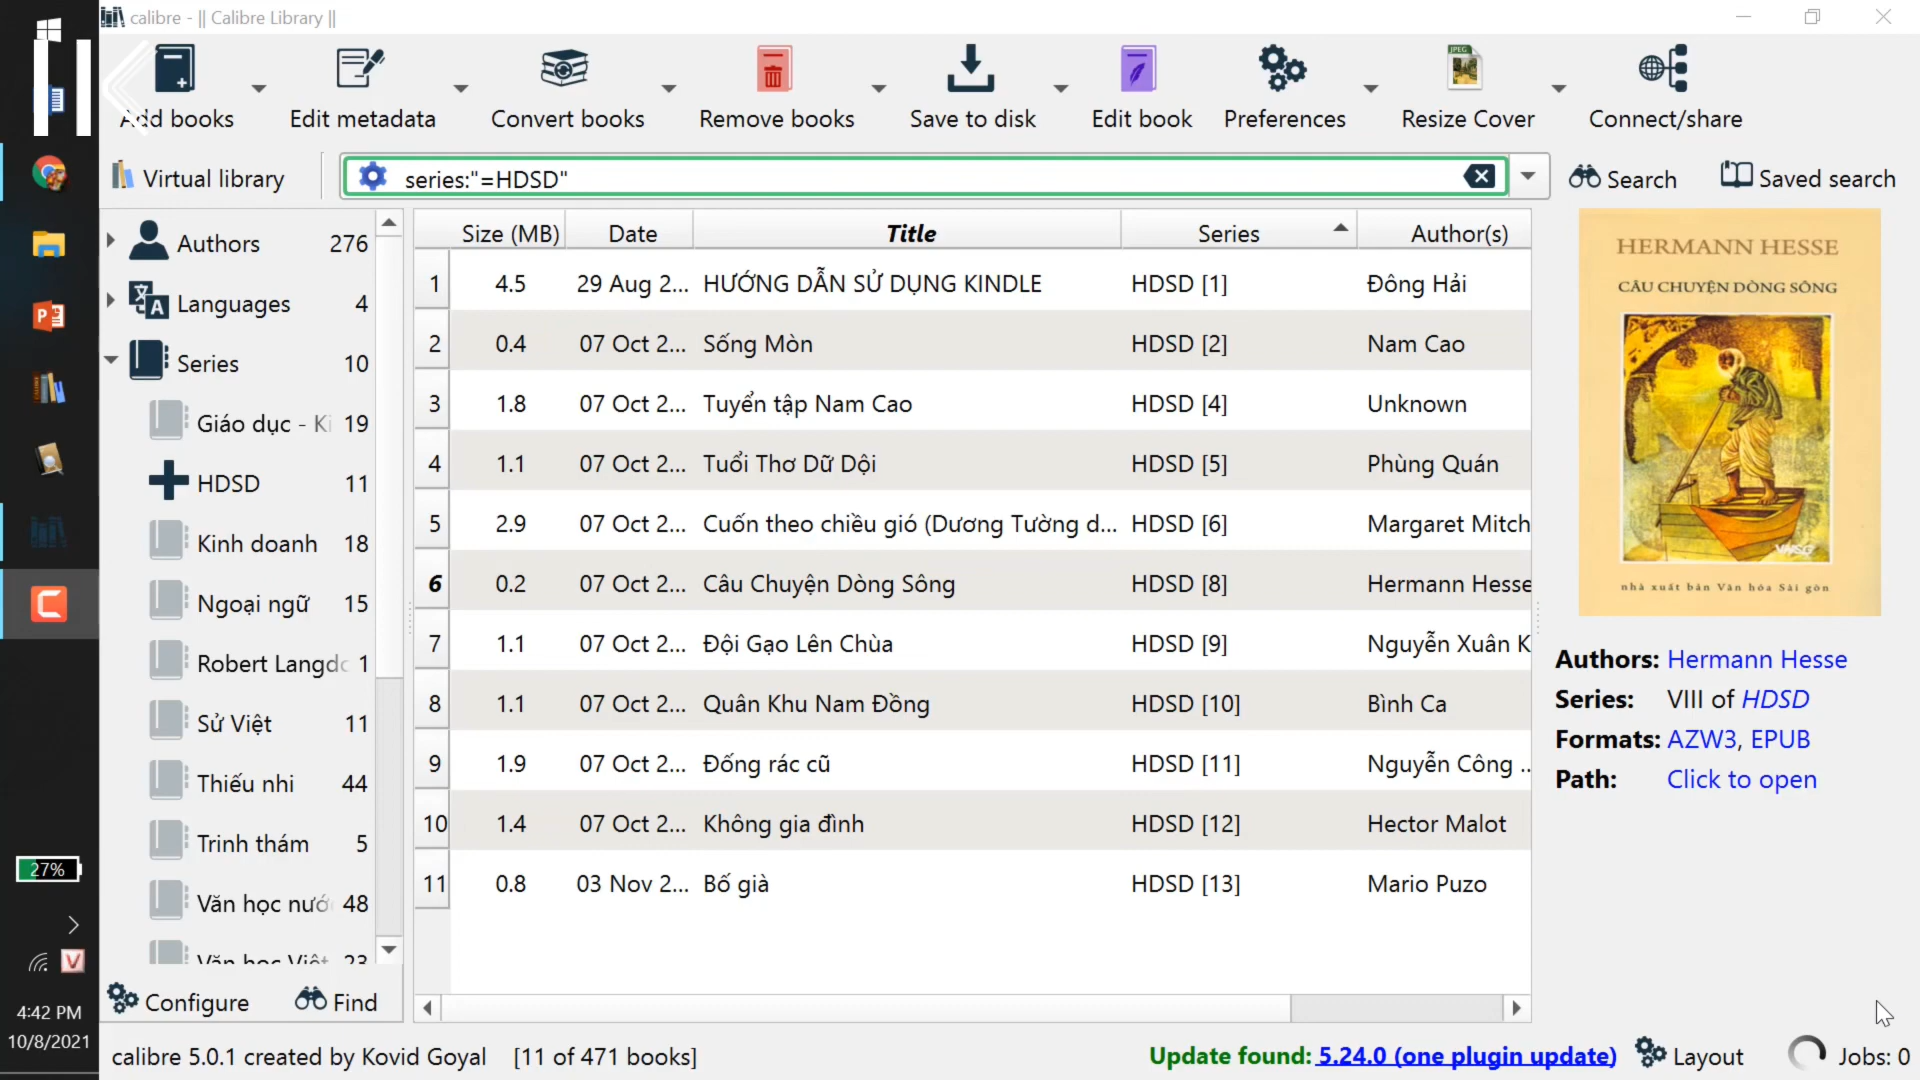 calibre - || Calibre Library ||
Add books
Edit metadata
Convert books
Remove books
Save to disk
Edit book
Preferences
JPEG
Resize Cover
Connect/share
Virtual library
series:"=HDSD"
Search
Saved search
Authors 276
Languages 4
Series 10
Giáo dục - Ki 19
HDSD 11
Kinh doanh 18
Ngoại ngữ 15
Robert Langdo 1
Sử Việt 11
Thiếu nhi 44
Trinh thám 5
Văn học nướ 48
Văn học Việt 23
Configure
Find
Size (MB) Date Title Series Author(s)
1 4.5 29 Aug 2... HƯỚNG DẪN SỬ DỤNG KINDLE HDSD [1] Đông Hải
2 0.4 07 Oct 2... Sống Mòn HDSD [2] Nam Cao
3 1.8 07 Oct 2... Tuyển tập Nam Cao HDSD [4] Unknown
4 1.1 07 Oct 2... Tuổi Thơ Dữ Dội HDSD [5] Phùng Quán
5 2.9 07 Oct 2... Cuốn theo chiều gió (Dương Tường d... HDSD [6] Margaret Mitch
6 0.2 07 Oct 2... Câu Chuyện Dòng Sông HDSD [8] Hermann Hesse
7 1.1 07 Oct 2... Đội Gạo Lên Chùa HDSD [9] Nguyễn Xuân K
8 1.1 07 Oct 2... Quân Khu Nam Đồng HDSD [10] Bình Ca
9 1.9 07 Oct 2... Đống rác cũ HDSD [11] Nguyễn Công ..
10 1.4 07 Oct 2... Không gia đình HDSD [12] Hector Malot
11 0.8 03 Nov 2... Bố già HDSD [13] Mario Puzo
HERMANN HESSE
CÂU CHUYỆN DÒNG SÔNG
nhà xuất bản Văn hóa Sài gòn
Authors: Hermann Hesse
Series: VIII of HDSD
Formats: AZW3, EPUB
Path: Click to open
27%
V
4:42 PM
10/8/2021
calibre 5.0.1 created by Kovid Goyal [11 of 471 books]
Update found: 5.24.0 (one plugin update)
Layout
Jobs: 0